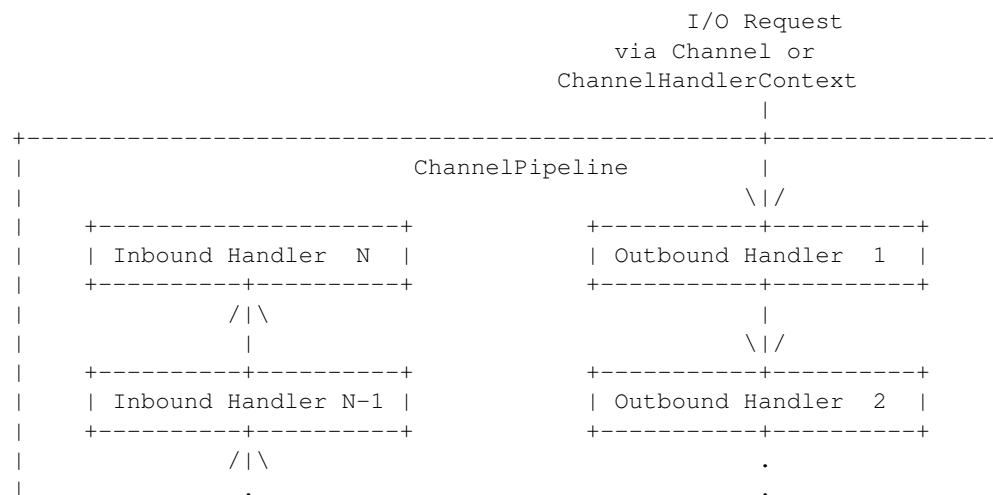 I/O Request
                                            via Channel or
                                        ChannelHandlerContext
                                                      |
  +---------------------------------------------------+----------------
  |                           ChannelPipeline         |
  |                                                  \|/
  |    +---------------------+            +-----------+----------+
  |    | Inbound Handler  N  |            | Outbound Handler  1  |
  |    +----------+----------+            +-----------+----------+
  |              /|\                                  |
  |               |                                  \|/
  |    +----------+----------+            +-----------+----------+
  |    | Inbound Handler N-1 |            | Outbound Handler  2  |
  |    +----------+----------+            +-----------+----------+
  |              /|\                                  .
  |               .                                   .